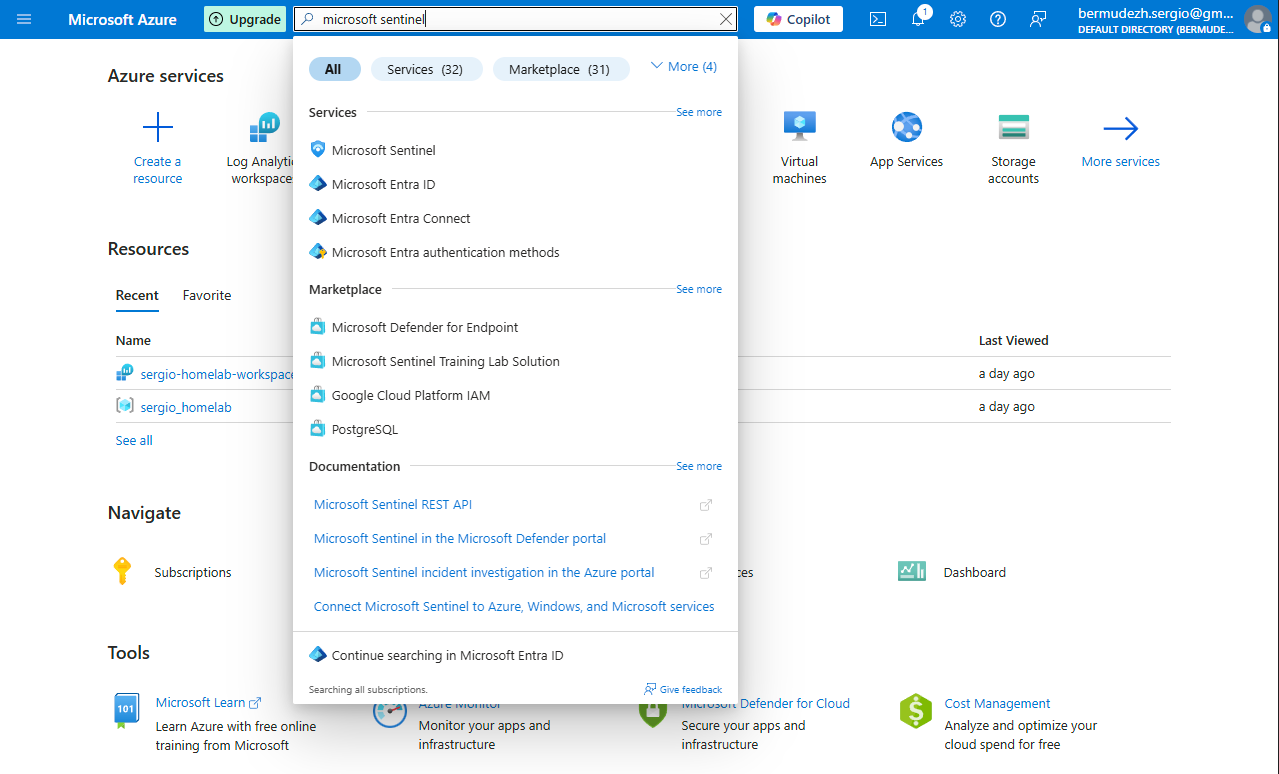 Microsoft Azure
Upgrade
microsoft sentinel
Copilot
1
bermudezh.sergio@gm...
DEFAULT DIRECTORY (BERMUDE...
Azure services
Create a
resource
Log Analytic
workspaces
Virtual
machines
App Services
Storage
accounts
More services
All
Services (32)
Marketplace (31)
More (4)
Services
See more
Microsoft Sentinel
Microsoft Entra ID
Microsoft Entra Connect
Microsoft Entra authentication methods
Marketplace
See more
Microsoft Defender for Endpoint
Microsoft Sentinel Training Lab Solution
Google Cloud Platform IAM
PostgreSQL
Documentation
See more
Microsoft Sentinel REST API
Microsoft Sentinel in the Microsoft Defender portal
Microsoft Sentinel incident investigation in the Azure portal
Connect Microsoft Sentinel to Azure, Windows, and Microsoft services
Continue searching in Microsoft Entra ID
Searching all subscriptions.
Give feedback
Resources
Recent
Favorite
Name
Last Viewed
sergio-homelab-workspace
a day ago
sergio_homelab
a day ago
See all
Navigate
Subscriptions
ces
Dashboard
Tools
101
Microsoft Learn
Learn Azure with free online
training from Microsoft
Azure Monitor
Monitor your apps and
infrastructure
Microsoft Defender for Cloud
Secure your apps and
infrastructure
$
Cost Management
Analyze and optimize your
cloud spend for free